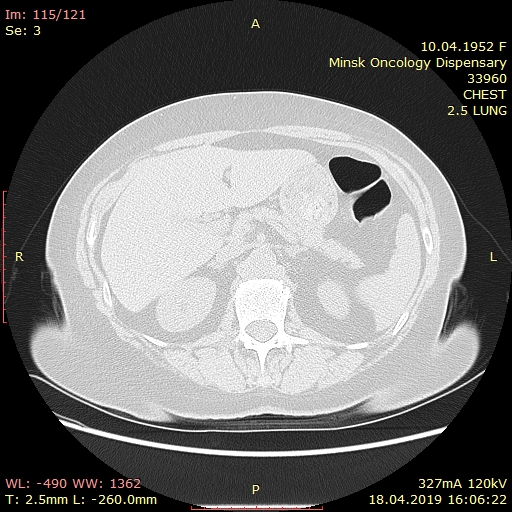 Im: 115/121
Se: 3
A
10.04.1952 F
Minsk Oncology Dispensary
33960
CHEST
2.5 LUNG
R
L
WL: -490 WW: 1362
T: 2.5mm L: -260.0mm
P
327mA 120kV
18.04.2019 16:06:22